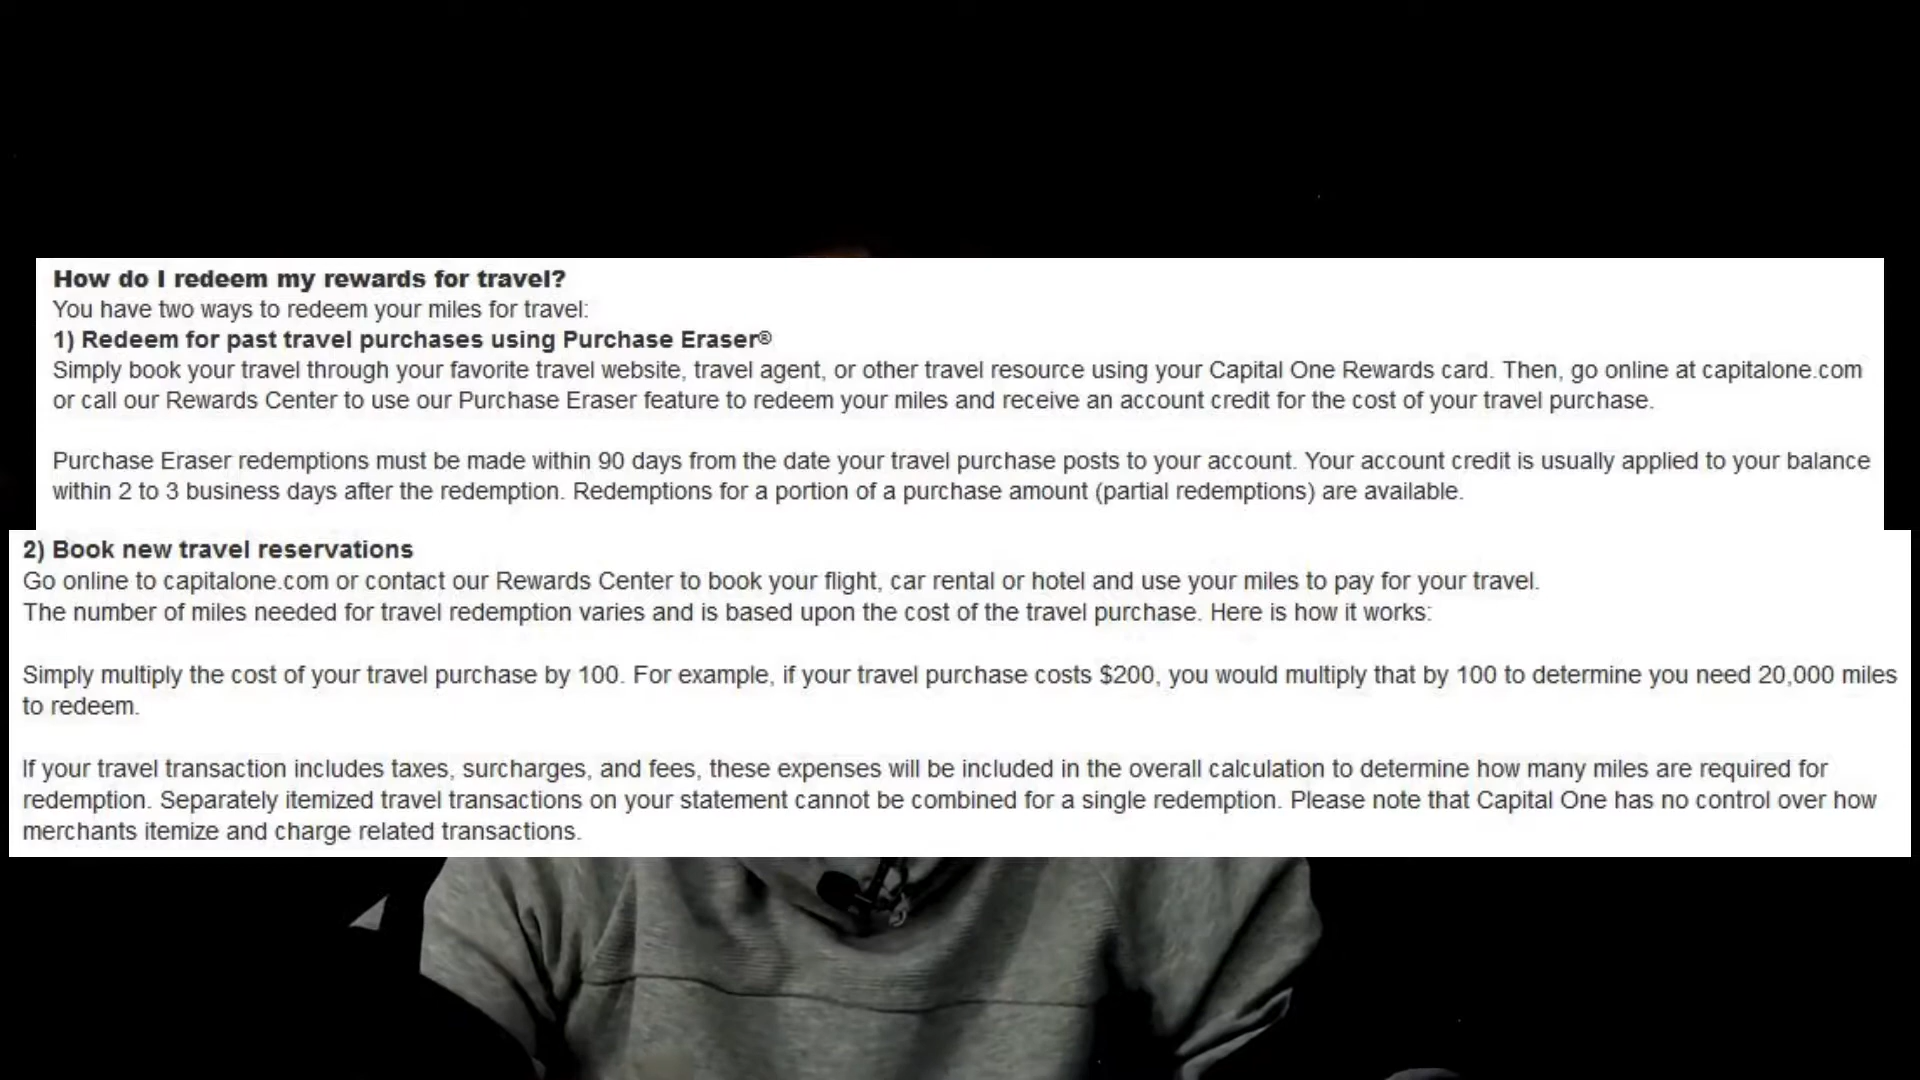 How do I redeem my rewards for travel?
You have two ways to redeem your miles for travel:
1) Redeem for past travel purchases using Purchase Eraser®
Simply book your travel through your favorite travel website, travel agent, or other travel resource using your Capital One Rewards card. Then, go online at capitalone.com
or call our Rewards Center to use our Purchase Eraser feature to redeem your miles and receive an account credit for the cost of your travel purchase.
Purchase Eraser redemptions must be made within 90 days from the date your travel purchase posts to your account. Your account credit is usually applied to your balance
within 2 to 3 business days after the redemption. Redemptions for a portion of a purchase amount (partial redemptions) are available.
2) Book new travel reservations
Go online to capitalone.com or contact our Rewards Center to book your flight, car rental or hotel and use your miles to pay for your travel.
The number of miles needed for travel redemption varies and is based upon the cost of the travel purchase. Here is how it works:
Simply multiply the cost of your travel purchase by 100. For example, if your travel purchase costs $200, you would multiply that by 100 to determine you need 20,000 miles
to redeem.
If your travel transaction includes taxes, surcharges, and fees, these expenses will be included in the overall calculation to determine how many miles are required for
redemption. Separately itemized travel transactions on your statement cannot be combined for a single redemption. Please note that Capital One has no control over how
merchants itemize and charge related transactions.